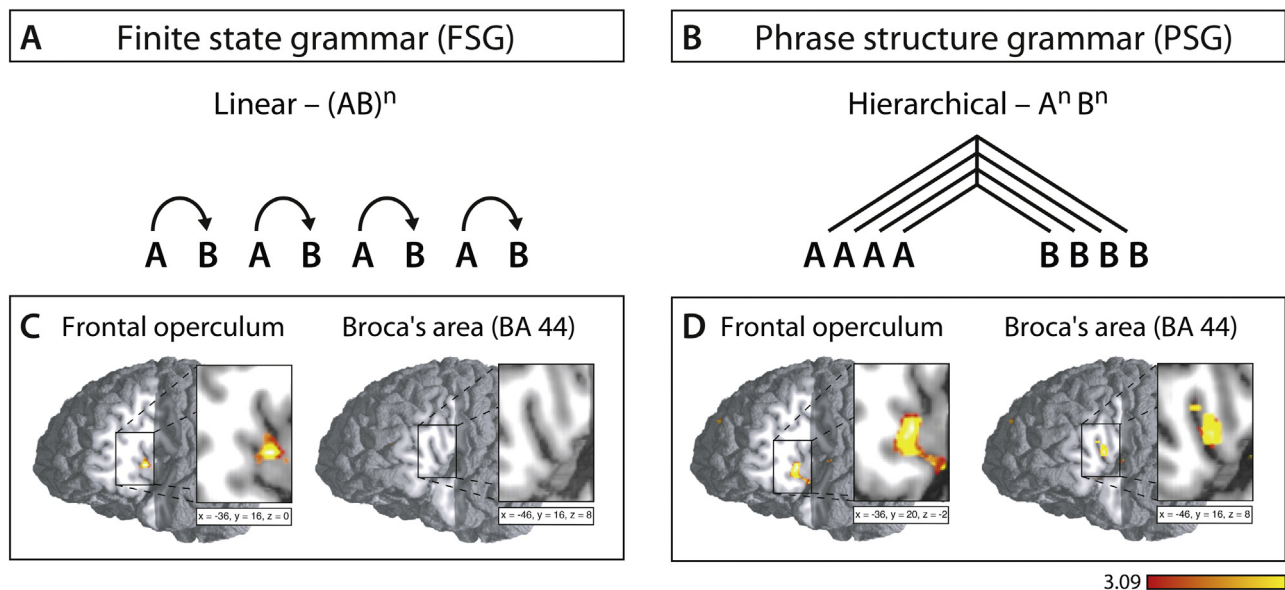 A Finite state grammar (FSG)
Linear – (AB)ⁿ
A B A B A B A B
C Frontal operculum Broca's area (BA 44)
x = -36, y = 16, z = 0 x = -46, y = 16, z = 8
B Phrase structure grammar (PSG)
Hierarchical – Aⁿ Bⁿ
A A A A B B B B
D Frontal operculum Broca's area (BA 44)
x = -36, y = 20, z = -2 x = -46, y = 16, z = 8
3.09